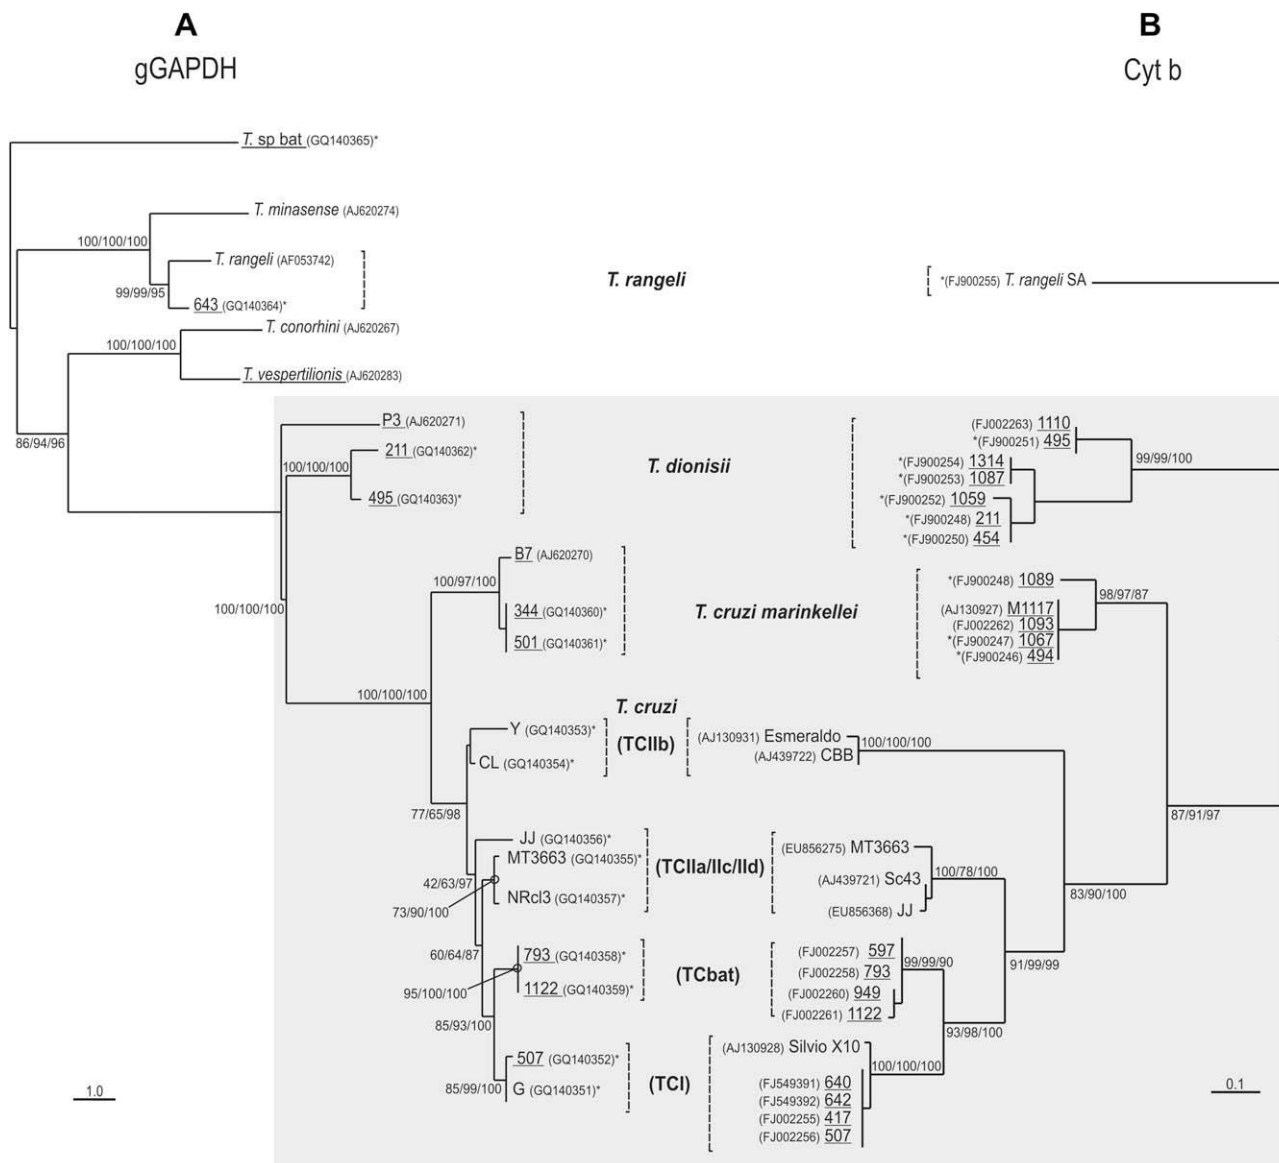 A
B
gGAPDH
Cyt b
T. sp bat (GQ140365)*
T. minasense (AJ620274)
100/100/100
T. rangeli (AF053742)
99/99/95
643 (GQ140364)*
T. rangeli
*(FJ900255) T. rangeli SA
T. conorhini (AJ620267)
100/100/100
T. vespertilionis (AJ620283)
86/94/96
P3 (AJ620271)
211 (GQ140362)*
100/100/100
495 (GQ140363)*
T. dionisii
(FJ002263) 1110
*(FJ900251) 495
99/99/100
*(FJ900254) 1314
*(FJ900253) 1087
*(FJ900252) 1059
*(FJ900248) 211
*(FJ900250) 454
100/100/100
B7 (AJ620270)
100/97/100
344 (GQ140360)*
501 (GQ140361)*
T. cruzi marinkellei
*(FJ900248) 1089
98/97/87
(AJ130927) M1117
(FJ002262) 1093
*(FJ900247) 1067
*(FJ900246) 494
100/100/100
T. cruzi
Y (GQ140353)*
CL (GQ140354)*
(TCIIb)
(AJ130931) Esmeraldo
(AJ439722) CBB
100/100/100
77/65/98
87/91/97
JJ (GQ140356)*
MT3663 (GQ140355)*
NRcl3 (GQ140357)*
42/63/97
73/90/100
(TCIIa/IIc/IId)
(EU856275) MT3663
100/78/100
(AJ439721) Sc43
(EU856368) JJ
83/90/100
60/64/87
793 (GQ140358)*
1122 (GQ140359)*
95/100/100
(TCbat)
(FJ002257) 597
(FJ002258) 793
(FJ002260) 949
(FJ002261) 1122
99/99/90
91/99/99
85/93/100
93/98/100
507 (GQ140352)*
G (GQ140351)*
85/99/100
(TCI)
(AJ130928) Silvio X10
100/100/100
(FJ549391) 640
(FJ549392) 642
(FJ002255) 417
(FJ002256) 507
1.0
0.1